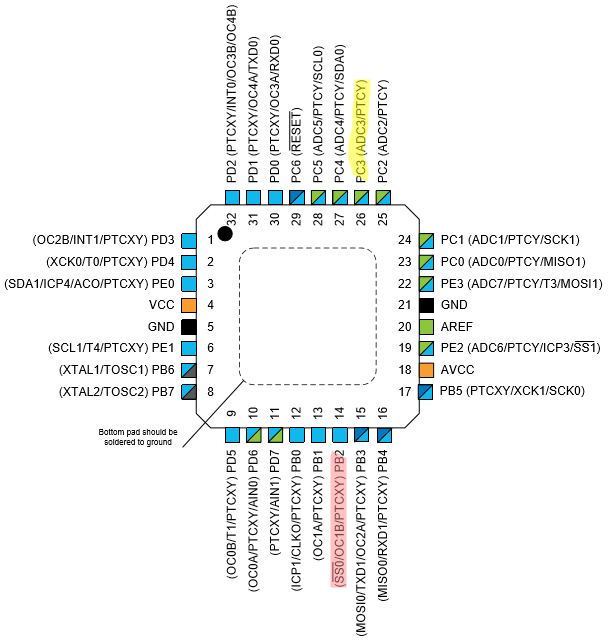 PD2 (PTCXY/INT0/OC3B/OC4B)
PD1 (PTCXY/OC4A/TXD0)
PD0 (PTCXY/OC3A/RXD0)
PC6 (RESET)
PC5 (ADC5/PTCY/SCL0)
PC4 (ADC4/PTCY/SDA0)
PC3 (ADC3/PTCY)
PC2 (ADC2/PTCY)
32
31
30
29
28
27
26
25
(OC2B/INT1/PTCXY) PD3
1
24
PC1 (ADC1/PTCY/SCK1)
(XCK0/T0/PTCXY) PD4
2
23
PC0 (ADC0/PTCY/MISO1)
(SDA1/ICP4/ACO/PTCXY) PE0
3
22
PE3 (ADC7/PTCY/T3/MOSI1)
VCC
4
21
GND
GND
5
20
AREF
(SCL1/T4/PTCXY) PE1
6
19
PE2 (ADC6/PTCY/ICP3/SS1)
(XTAL1/TOSC1) PB6
7
18
AVCC
(XTAL2/TOSC2) PB7
8
17
PB5 (PTCXY/XCK1/SCK0)
9
10
11
12
13
14
15
16
Bottom pad should be
soldered to ground
(OC0B/T1/PTCXY) PD5
(OC0A/PTCXY/AIN0) PD6
(PTCXY/AIN1) PD7
(ICP1/CLKO/PTCXY) PB0
(OC1A/PTCXY) PB1
(SS0/OC1B/PTCXY) PB2
(MOSI0/TXD1/OC2A/PTCXY) PB3
(MISO0/RXD1/PTCXY) PB4